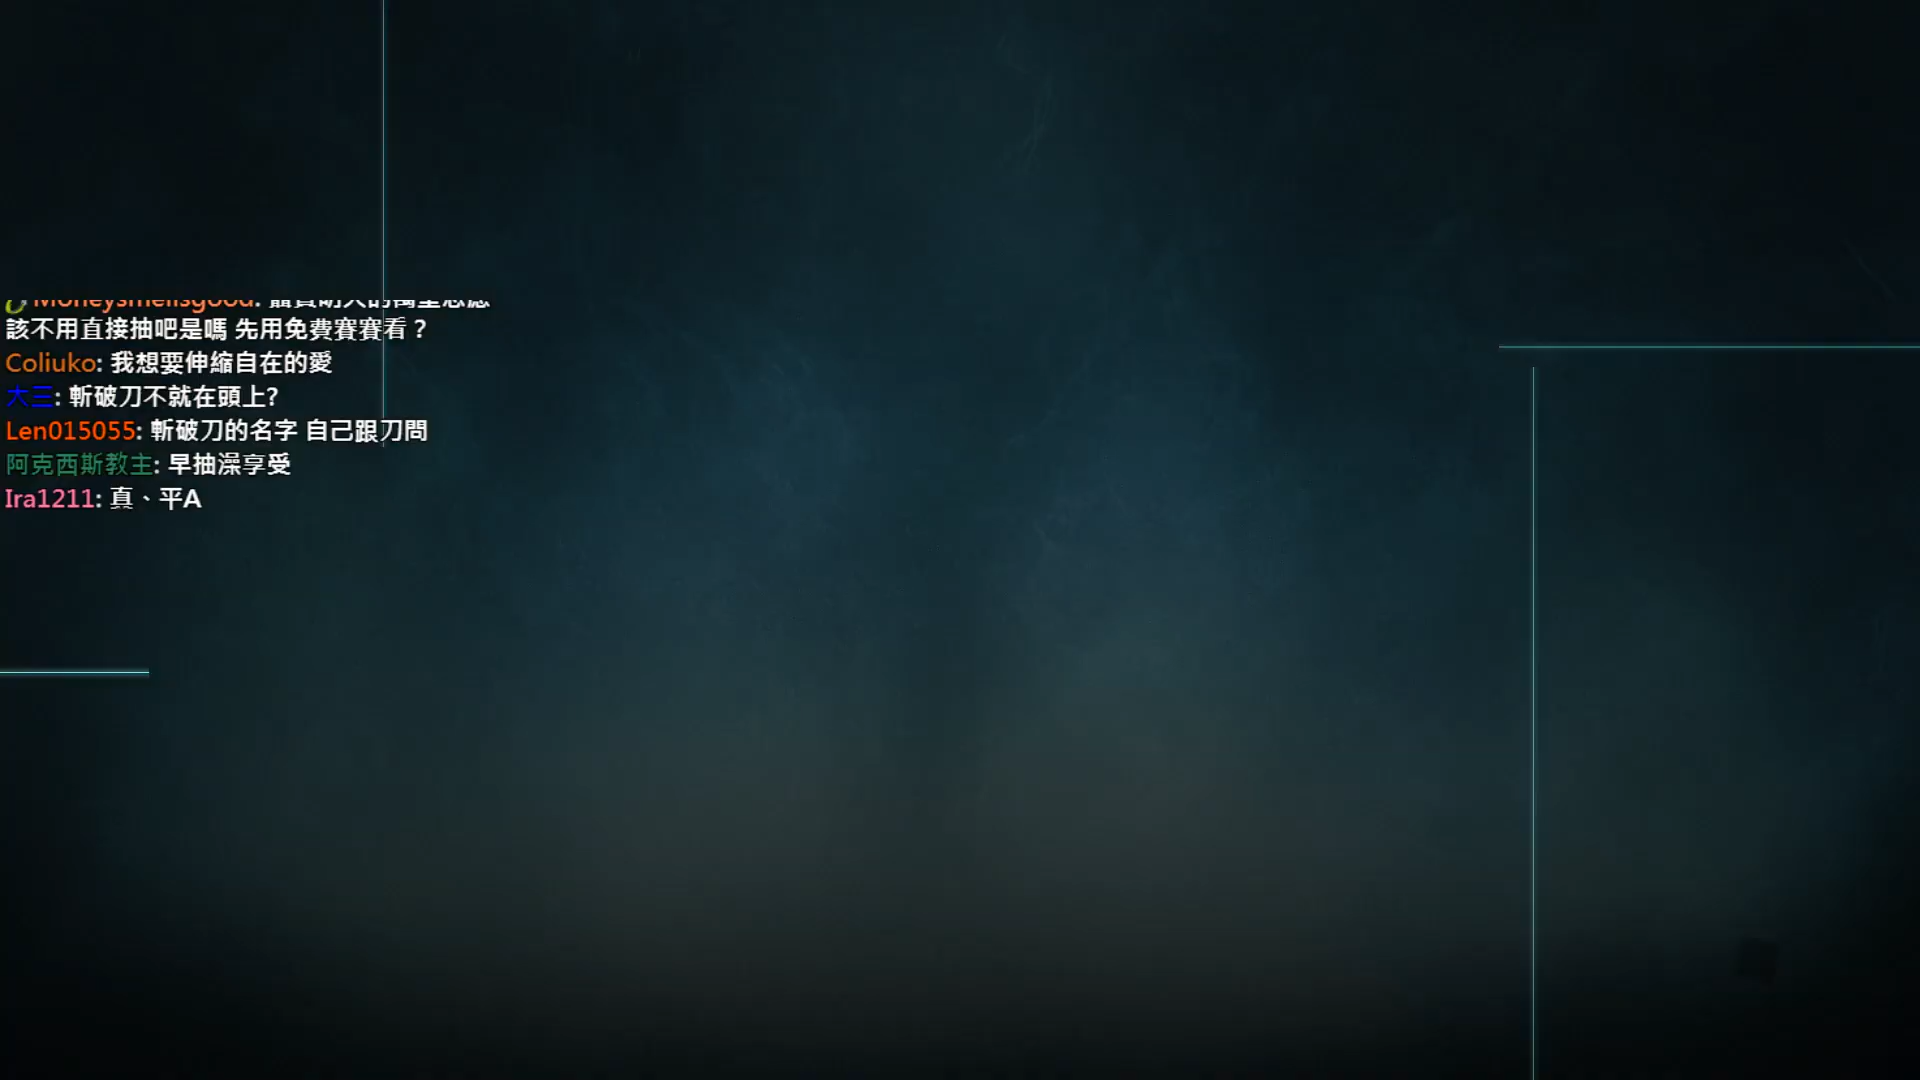 Moneysmellsgood:
該不用直接抽吧是嗎 先用免費賽賽看？
Coliuko: 我想要伸縮自在的愛
大三: 斬破刀不就在頭上?
Len015055: 斬破刀的名字 自己跟刀問
阿克西斯教主: 早抽澡享受
Ira1211: 真、平A